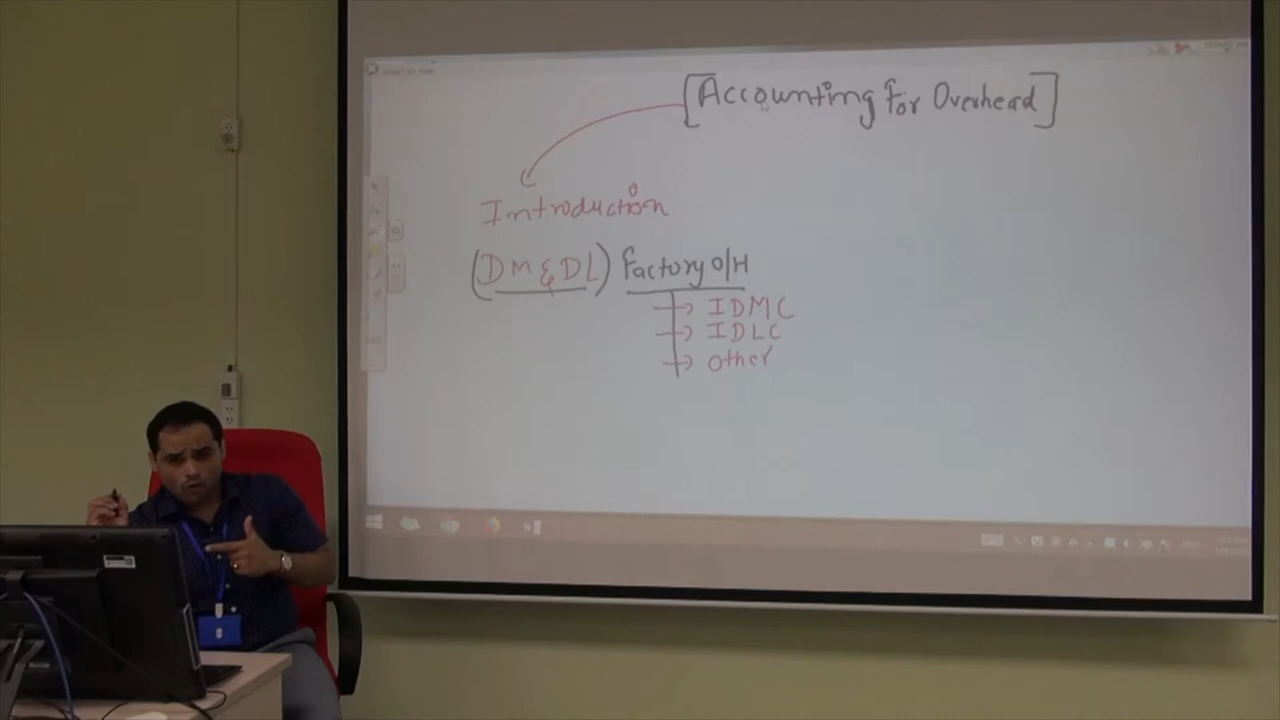 [Accounting for Overhead]
Introduction
(DM & DL) Factory O/H
→ IDMC
→ IDLC
→ Other